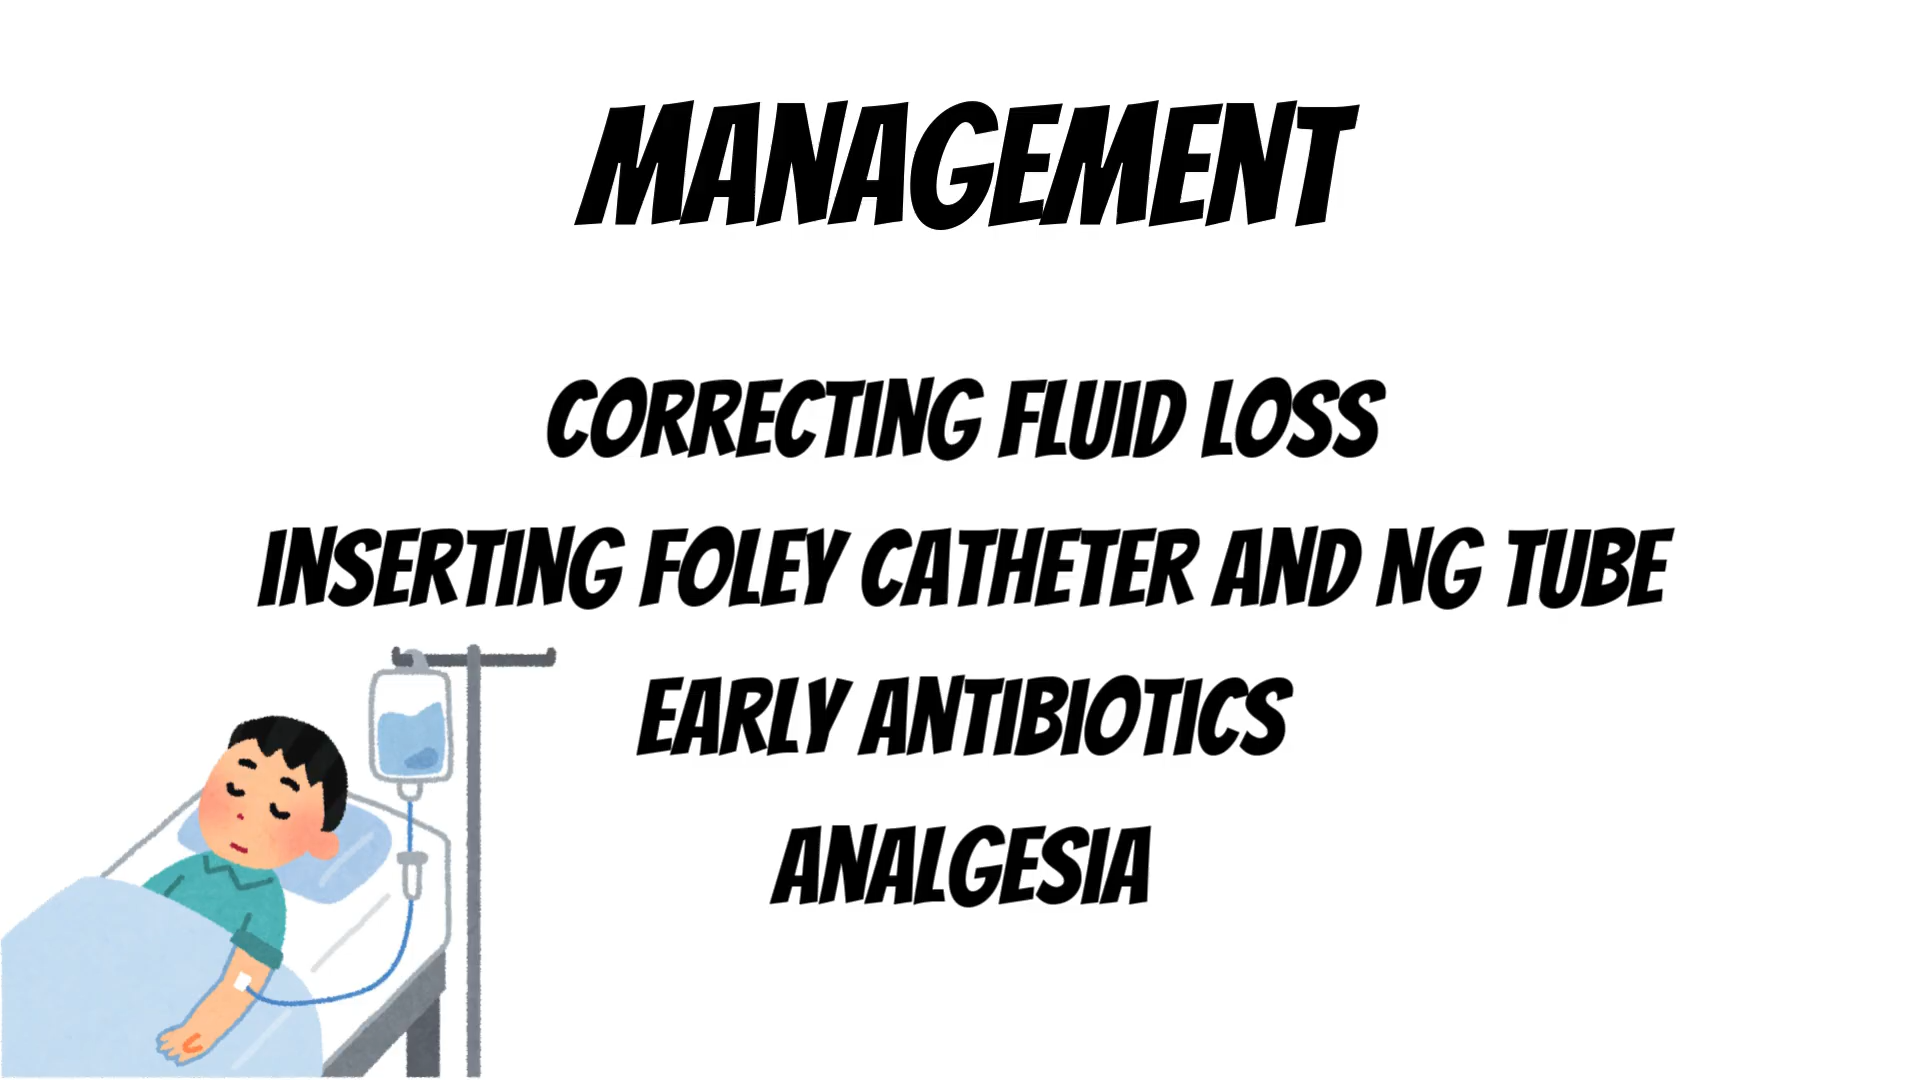 MANAGEMENT
CORRECTING FLUID LOSS
INSERTING FOLEY CATHETER AND NG TUBE
EARLY ANTIBIOTICS
ANALGESIA